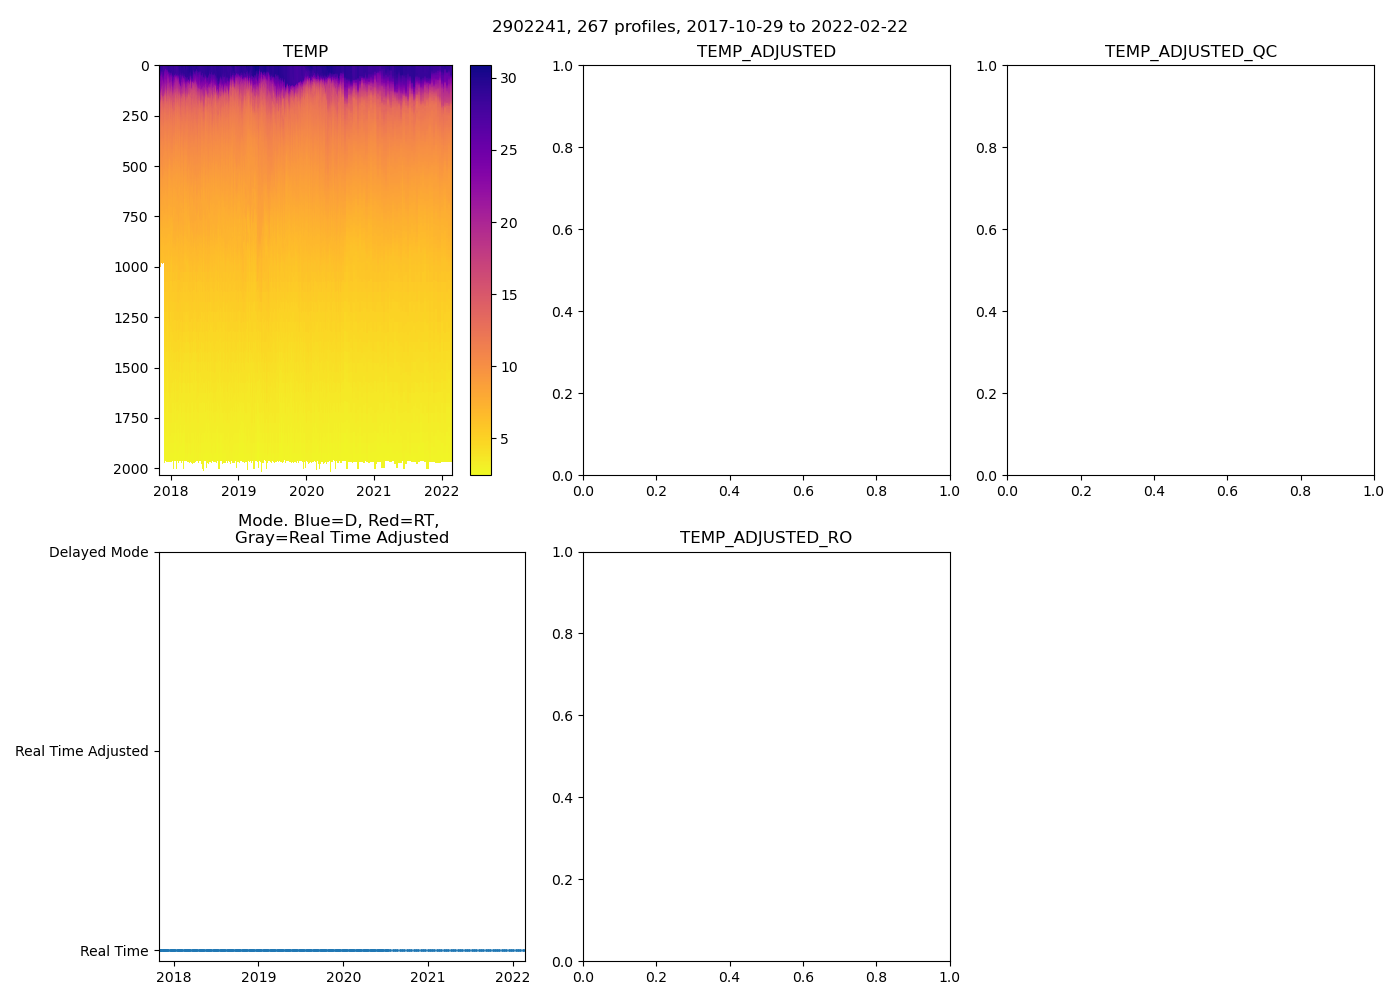 2902241, 267 profiles, 2017-10-29 to 2022-02-22
TEMP
0
250
500
750
1000
1250
1500
1750
2000
2018 2019 2020 2021 2022
30
25
20
15
10
5
TEMP_ADJUSTED
1.0
0.8
0.6
0.4
0.2
0.0
0.0 0.2 0.4 0.6 0.8 1.0
TEMP_ADJUSTED_QC
1.0
0.8
0.6
0.4
0.2
0.0
0.0 0.2 0.4 0.6 0.8 1.0
Mode. Blue=D, Red=RT,
Gray=Real Time Adjusted
Delayed Mode
Real Time Adjusted
Real Time
2018 2019 2020 2021 2022
TEMP_ADJUSTED_RO
1.0
0.8
0.6
0.4
0.2
0.0
0.0 0.2 0.4 0.6 0.8 1.0